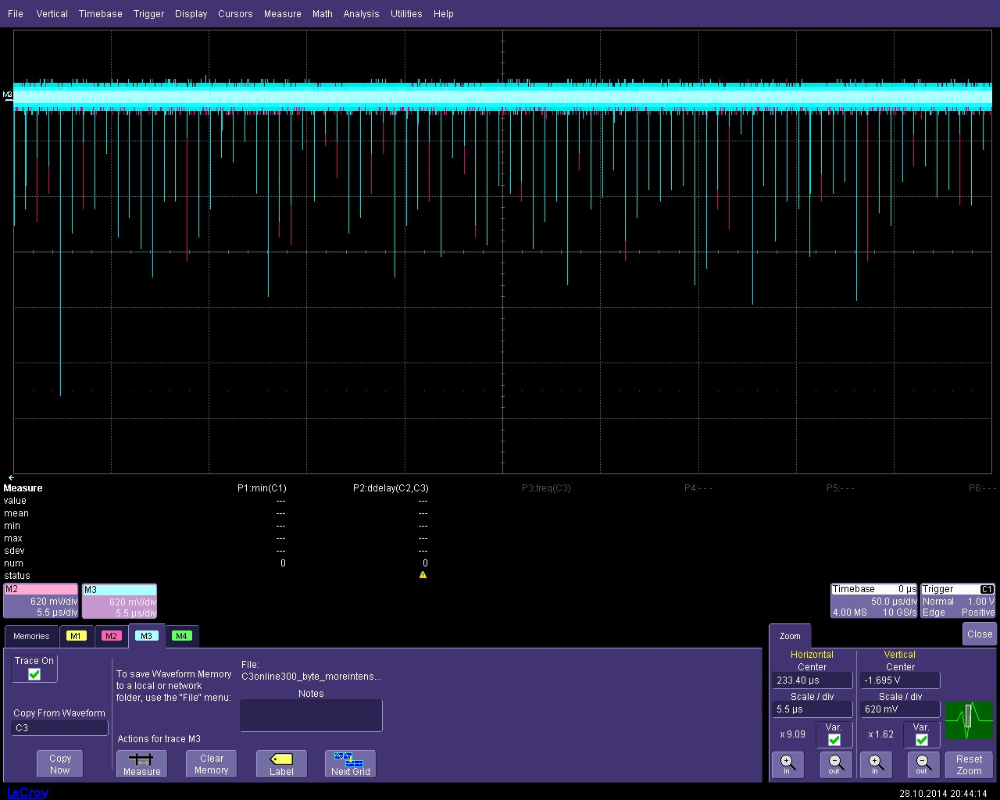 File Vertical Timebase Trigger Display Cursors Measure Math Analysis Utilities Help
M3
Measure P1:min(C1) P2:ddelay(C2,C3) P3:freq(C3) P4:- - - P5:- - - P6:- - -
value --- ---
mean --- ---
min --- ---
max --- ---
sdev --- ---
num 0 0
status
M2
620 mV/div
5.5 µs/div
M3
620 mV/div
5.5 µs/div
Timebase 0 µs
50.0 µs/div
4.00 MS 10 GS/s
Trigger C1
Normal 1.00 V
Edge Positive
Memories M1 M2 M3 M4
Trace On
Copy From Waveform
C3
Copy Now
To save Waveform Memory
to a local or network
folder, use the "File" menu:
Actions for trace M3
Measure
Clear Memory
File:
C3online300_byte_moreintens...
Notes
Label
Next Grid
Zoom
Close
Horizontal
Center
233.40 µs
Scale / div
5.5 µs
x 9.09 Var.
in out
Vertical
Center
-1.695 V
Scale / div
620 mV
x 1.62 Var.
in out
Reset Zoom
LeCroy
28.10.2014 20:44:14